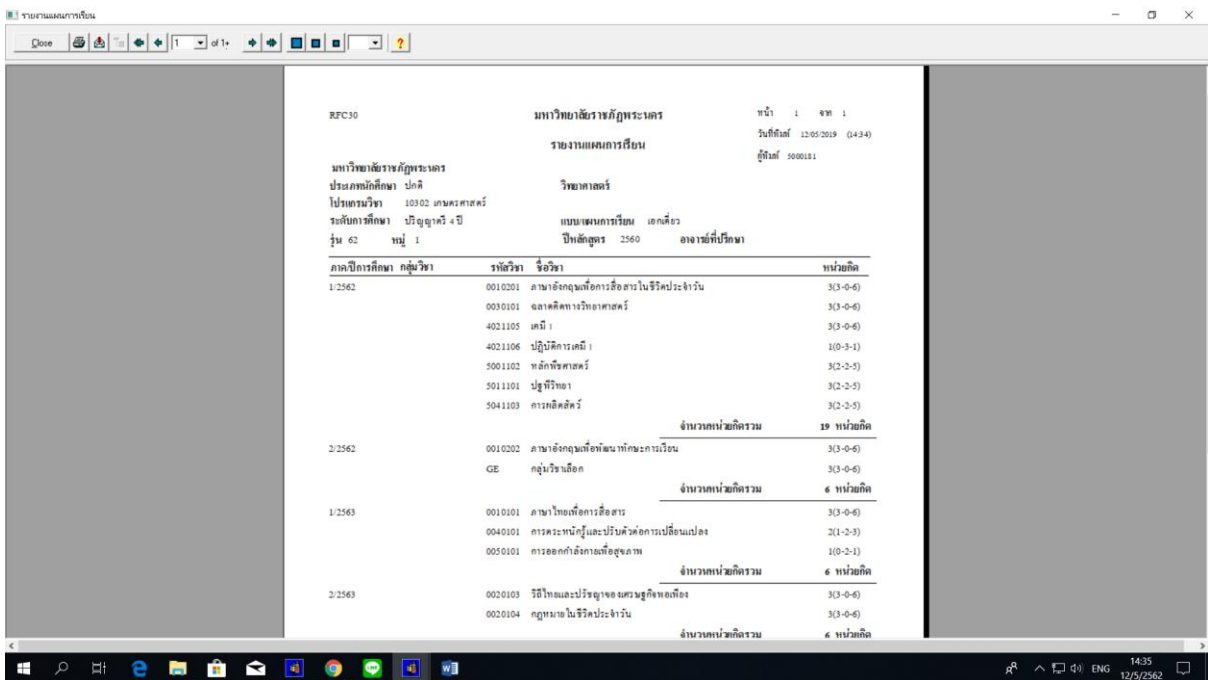 รายงานแผนการเรียน
Close 1 of 1+ ?
RFC30 มหาวิทยาลัยราชภัฏพระนคร หน้า 1 จาก 1
วันที่พิมพ์ 12/05/2019 (14:34)
รายงานแผนการเรียน
ผู้พิมพ์ 5000181
มหาวิทยาลัยราชภัฏพระนคร
ประเภทนักศึกษา ปกติ วิทยาศาสตร์
โปรแกรมวิชา 10302 เกษตรศาสตร์
ระดับการศึกษา ปริญญาตรี 4 ปี แบบแผนการเรียน เอกเดี่ยว
รุ่น 62 หมู่ 1 ปีหลักสูตร 2560 อาจารย์ที่ปรึกษา
ภาค/ปีการศึกษา กลุ่มวิชา รหัสวิชา ชื่อวิชา หน่วยกิต
1/2562 0010201 ภาษาอังกฤษเพื่อการสื่อสารในชีวิตประจำวัน 3(3-0-6)
0030101 ฉลาดคิดทางวิทยาศาสตร์ 3(3-0-6)
4021105 เคมี 1 3(3-0-6)
4021106 ปฏิบัติการเคมี 1 1(0-3-1)
5001102 หลักพืชศาสตร์ 3(2-2-5)
5011101 ปฐพีวิทยา 3(2-2-5)
5041103 การผลิตสัตว์ 3(2-2-5)
จำนวนหน่วยกิตรวม 19 หน่วยกิต
2/2562 0010202 ภาษาอังกฤษเพื่อพัฒนาทักษะการเรียน 3(3-0-6)
GE กลุ่มวิชาเลือก 3(3-0-6)
จำนวนหน่วยกิตรวม 6 หน่วยกิต
1/2563 0010101 ภาษาไทยเพื่อการสื่อสาร 3(3-0-6)
0040101 การตระหนักรู้และปรับตัวต่อการเปลี่ยนแปลง 2(1-2-3)
0050101 การออกกำลังกายเพื่อสุขภาพ 1(0-2-1)
จำนวนหน่วยกิตรวม 6 หน่วยกิต
2/2563 0020103 วิถีไทยและปรัชญาของเศรษฐกิจพอเพียง 3(3-0-6)
0020104 กฎหมายในชีวิตประจำวัน 3(3-0-6)
จำนวนหน่วยกิตรวม 6 หน่วยกิต
ENG 14:35
12/5/2562